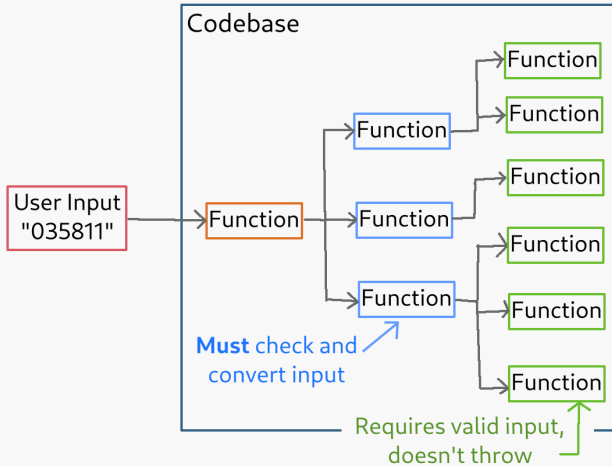 Codebase
Function
Function
Function
Function
User Input
"035811"
Function
Function
Function
Function
Function
Function
Must check and
convert input
Function
Requires valid input,
doesn't throw